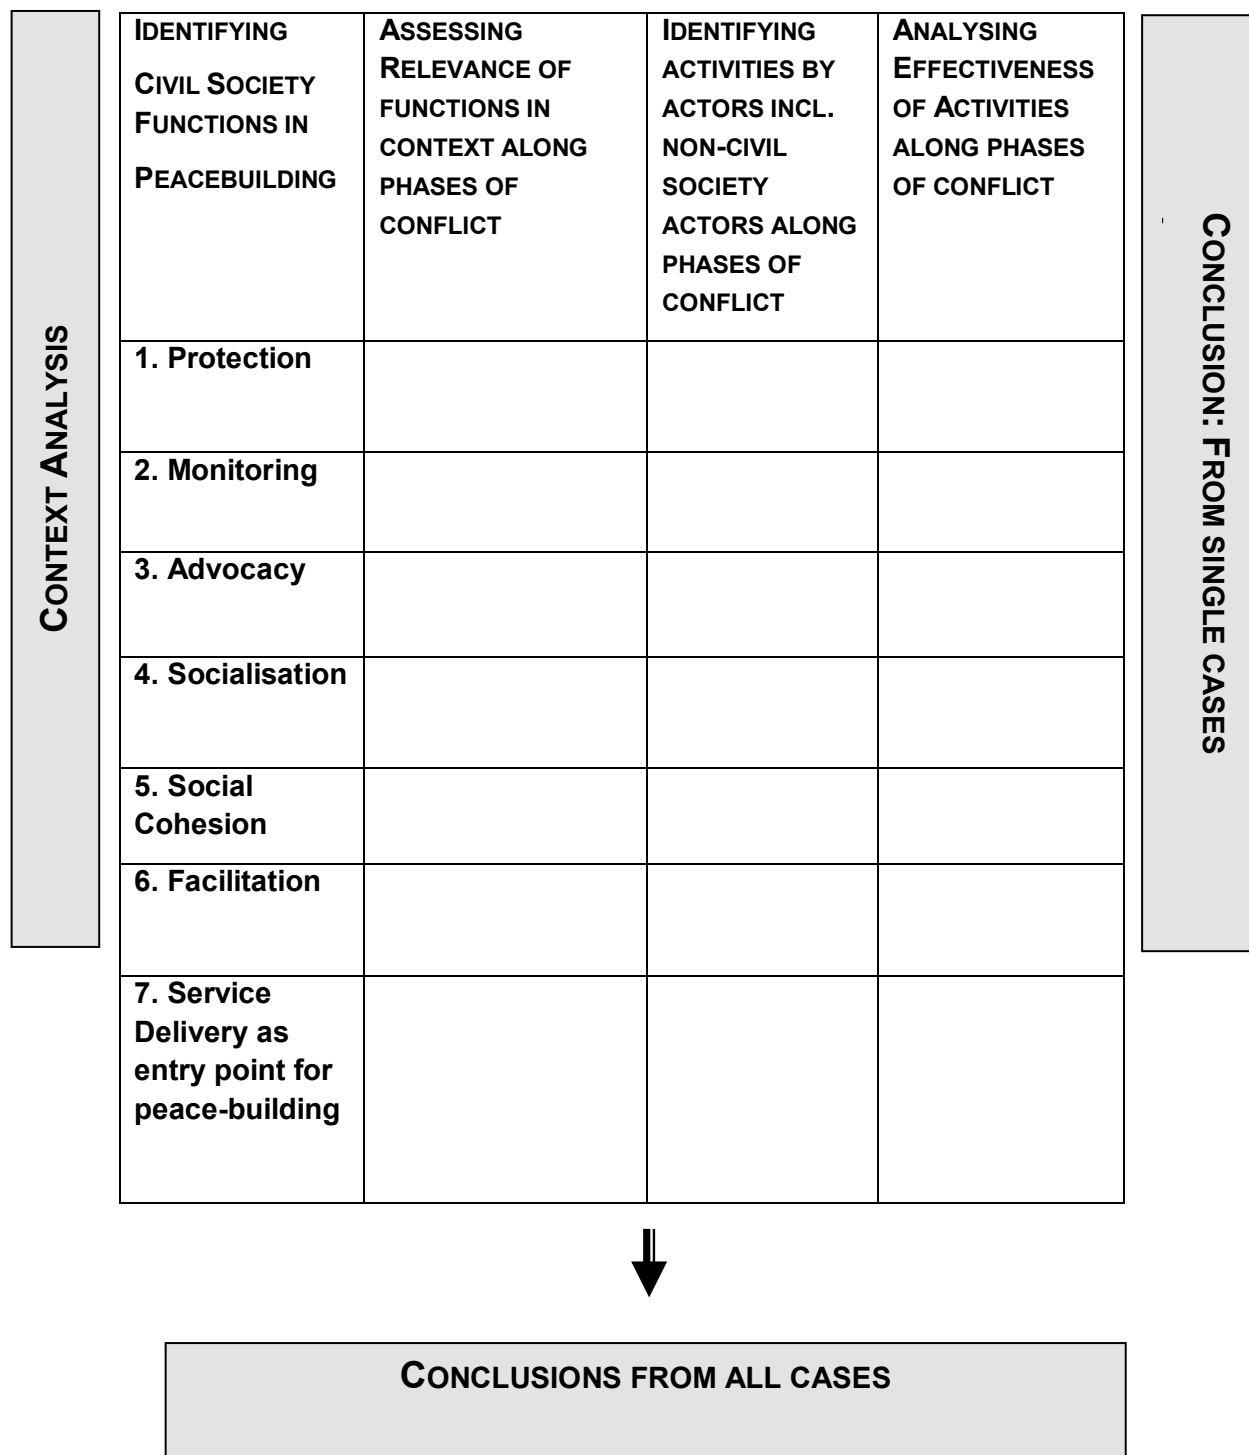 CONTEXT ANALYSIS
IDENTIFYING
CIVIL SOCIETY
FUNCTIONS IN
PEACEBUILDING
ASSESSING
RELEVANCE OF
FUNCTIONS IN
CONTEXT ALONG
PHASES OF
CONFLICT
IDENTIFYING
ACTIVITIES BY
ACTORS INCL.
NON-CIVIL
SOCIETY
ACTORS ALONG
PHASES OF
CONFLICT
ANALYSING
EFFECTIVENESS
OF ACTIVITIES
ALONG PHASES
OF CONFLICT
1. Protection
2. Monitoring
3. Advocacy
4. Socialisation
5. Social
Cohesion
6. Facilitation
7. Service
Delivery as
entry point for
peace-building
CONCLUSION: FROM SINGLE CASES
CONCLUSIONS FROM ALL CASES